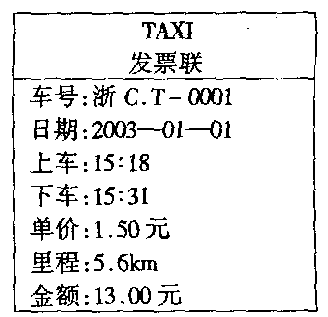 TAXI
发票联
车号:浙 C.T-0001
日期:2003—01—01
上车:15:18
下车:15:31
单价:1.50元
里程:5.6km
金额:13.00元